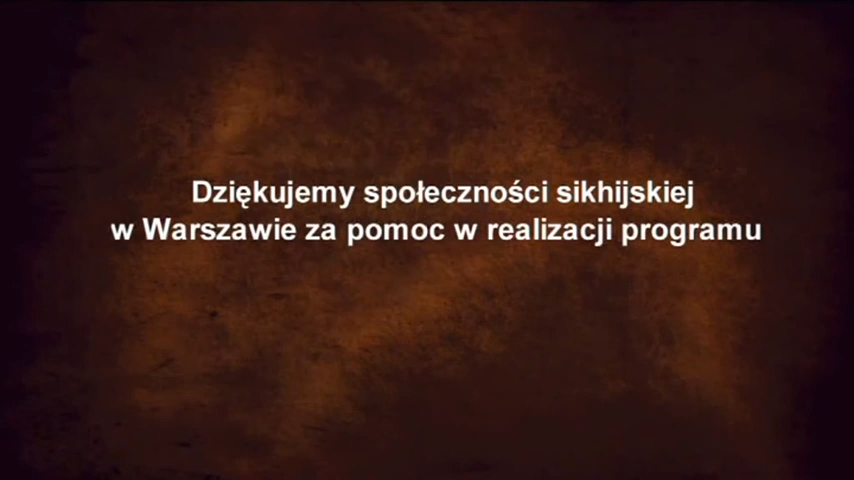 Dziękujemy społeczności sikhijskiej
w Warszawie za pomoc w realizacji programu